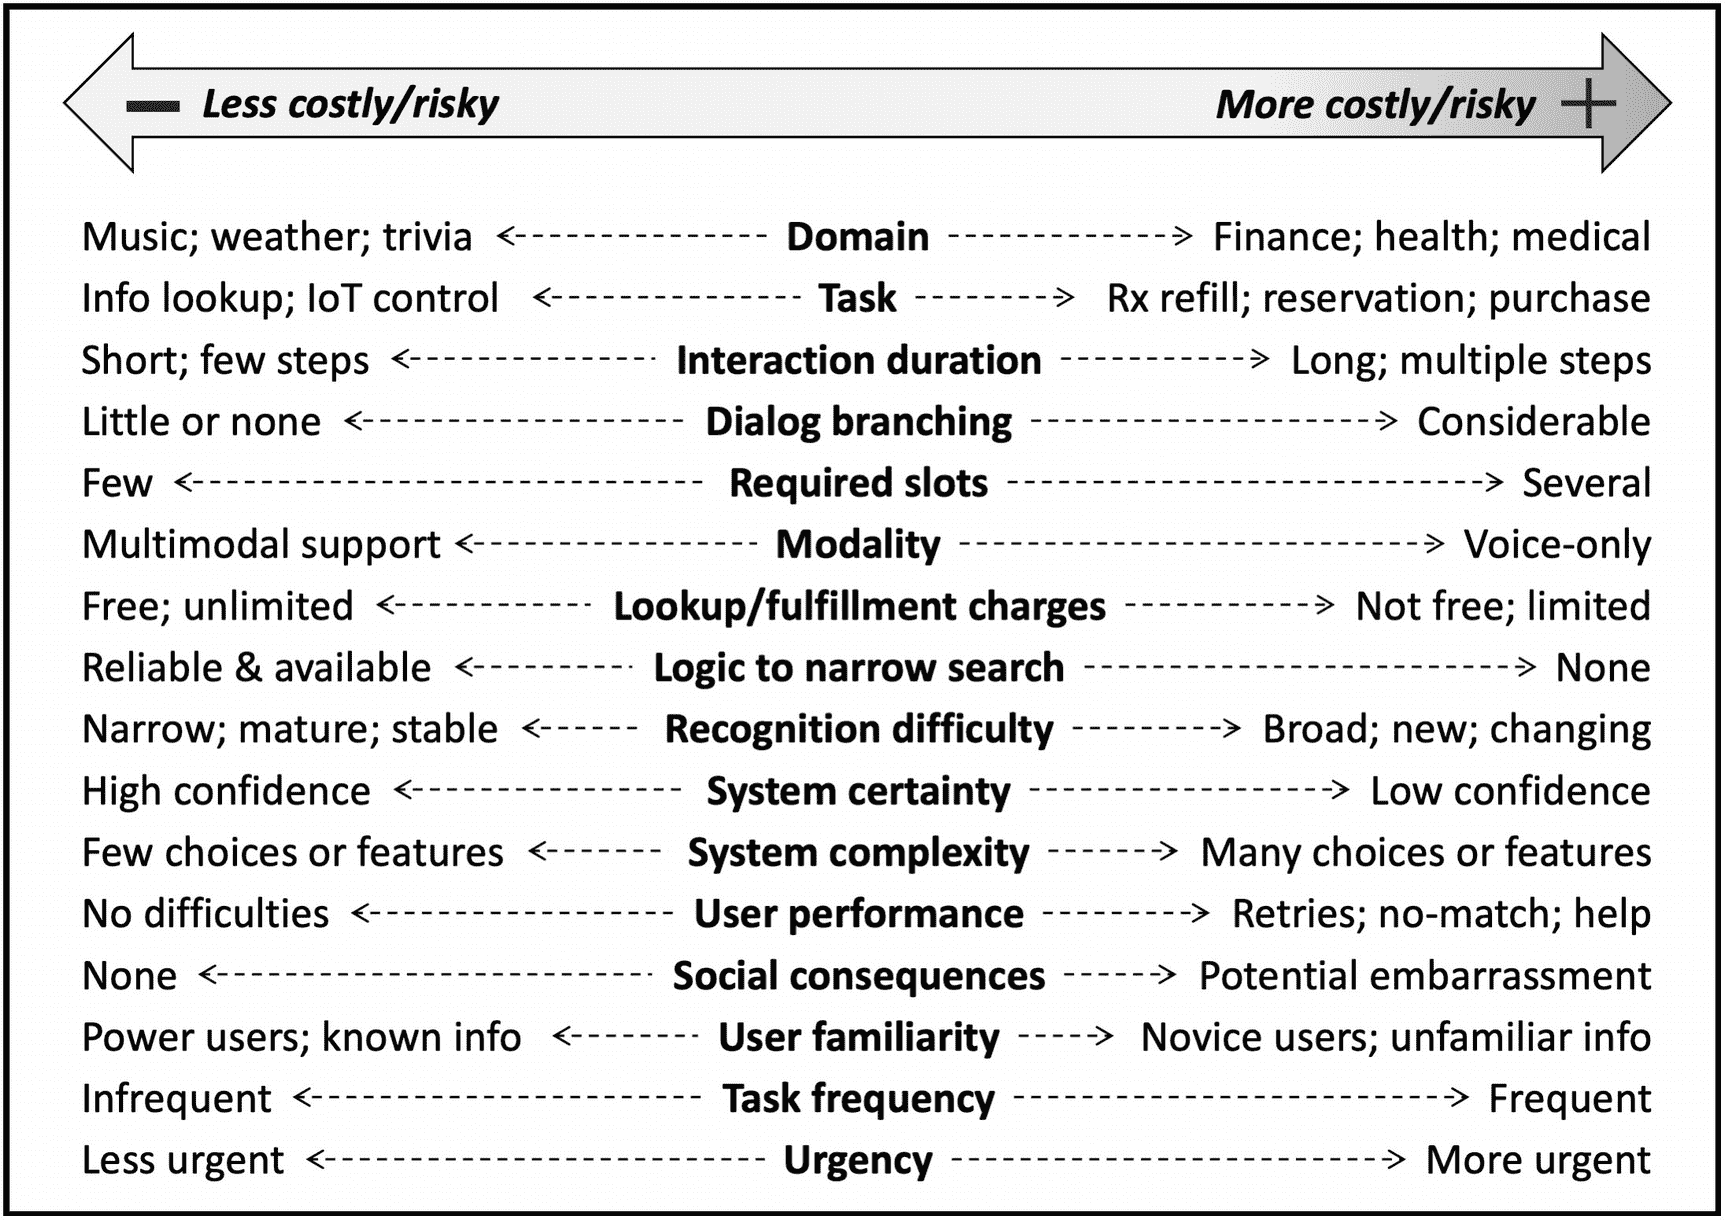 − Less costly/risky More costly/risky +
Music; weather; trivia Domain Finance; health; medical
Info lookup; IoT control Task Rx refill; reservation; purchase
Short; few steps Interaction duration Long; multiple steps
Little or none Dialog branching Considerable
Few Required slots Several
Multimodal support Modality Voice-only
Free; unlimited Lookup/fulfillment charges Not free; limited
Reliable & available Logic to narrow search None
Narrow; mature; stable Recognition difficulty Broad; new; changing
High confidence System certainty Low confidence
Few choices or features System complexity Many choices or features
No difficulties User performance Retries; no-match; help
None Social consequences Potential embarrassment
Power users; known info User familiarity Novice users; unfamiliar info
Infrequent Task frequency Frequent
Less urgent Urgency More urgent